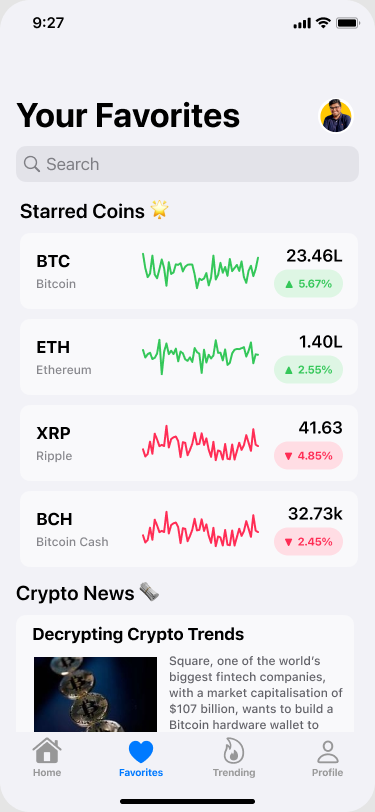 9:27
Your Favorites
Search
Starred Coins
BTC
Bitcoin
23.46L
▲ 5.67%
ETH
Ethereum
1.40L
▲ 2.55%
XRP
Ripple
41.63
▼ 4.85%
BCH
Bitcoin Cash
32.73k
▼ 2.45%
Crypto News
Decrypting Crypto Trends
Square, one of the world's
biggest fintech companies,
with a market capitalisation of
$107 billion, wants to build a
Bitcoin hardware wallet to
Home
Favorites
Trending
Profile